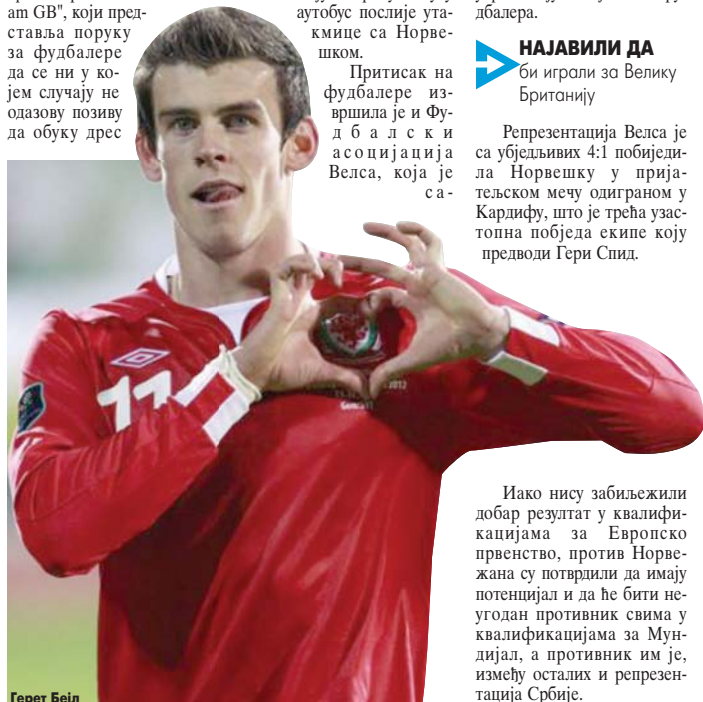 am GB", који пред-
ставља поруку
за фудбалере
да се ни у ко-
јем случају не
одазову позиву
да обуку дрес
аутобус послије ута-
кмице са Норве-
шком.
Притисак на
фудбалере из-
вршила је и Фу-
дбалски
асоцијација
Велса, која је
са-
дбалера.
НАЈАВИЛИ ДА
би играли за Велику
Британију
Репрезентација Велса је
са убједљивих 4:1 побиједи-
ла Норвешку у прија-
тељском мечу одиграном у
Кардифу, што је трећа узас-
топна побједа екипе коју
предводи Гери Спид.
Иако нису забиљежили
добар резултат у квалифи-
кацијама за Европско
првенство, против Норве-
жана су потврдили да имају
потенцијал и да ће бити не-
угодан противник свима у
квалификацијама за Мун-
дијал, а противник им је,
између осталих и репрезен-
тација Србије.
11
Герет Бејл